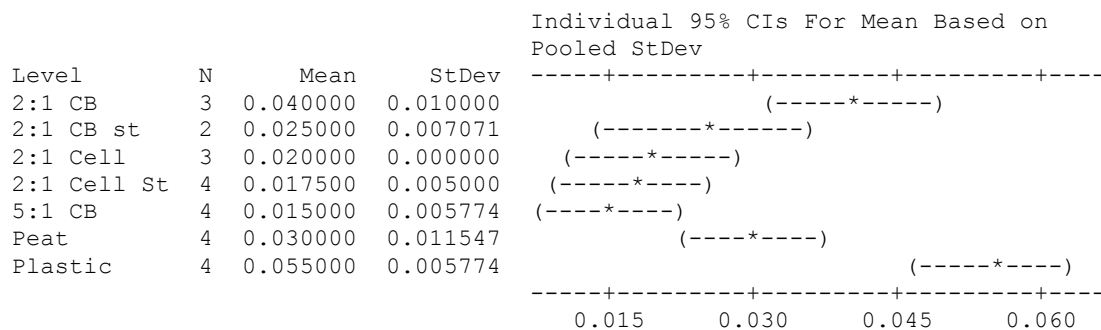 Individual 95% CIs For Mean Based on
                                    Pooled StDev
Level        N      Mean     StDev  -----+---------+---------+---------+----
2:1 CB       3  0.040000  0.010000                  (-----*-----)
2:1 CB st    2  0.025000  0.007071      (-------*------)
2:1 Cell     3  0.020000  0.000000    (-----*-----)
2:1 Cell St  4  0.017500  0.005000   (-----*----)
5:1 CB       4  0.015000  0.005774  (----*----)
Peat         4  0.030000  0.011547            (----*----)
Plastic      4  0.055000  0.005774                            (-----*----)
                                    -----+---------+---------+---------+----
                                       0.015     0.030     0.045     0.060